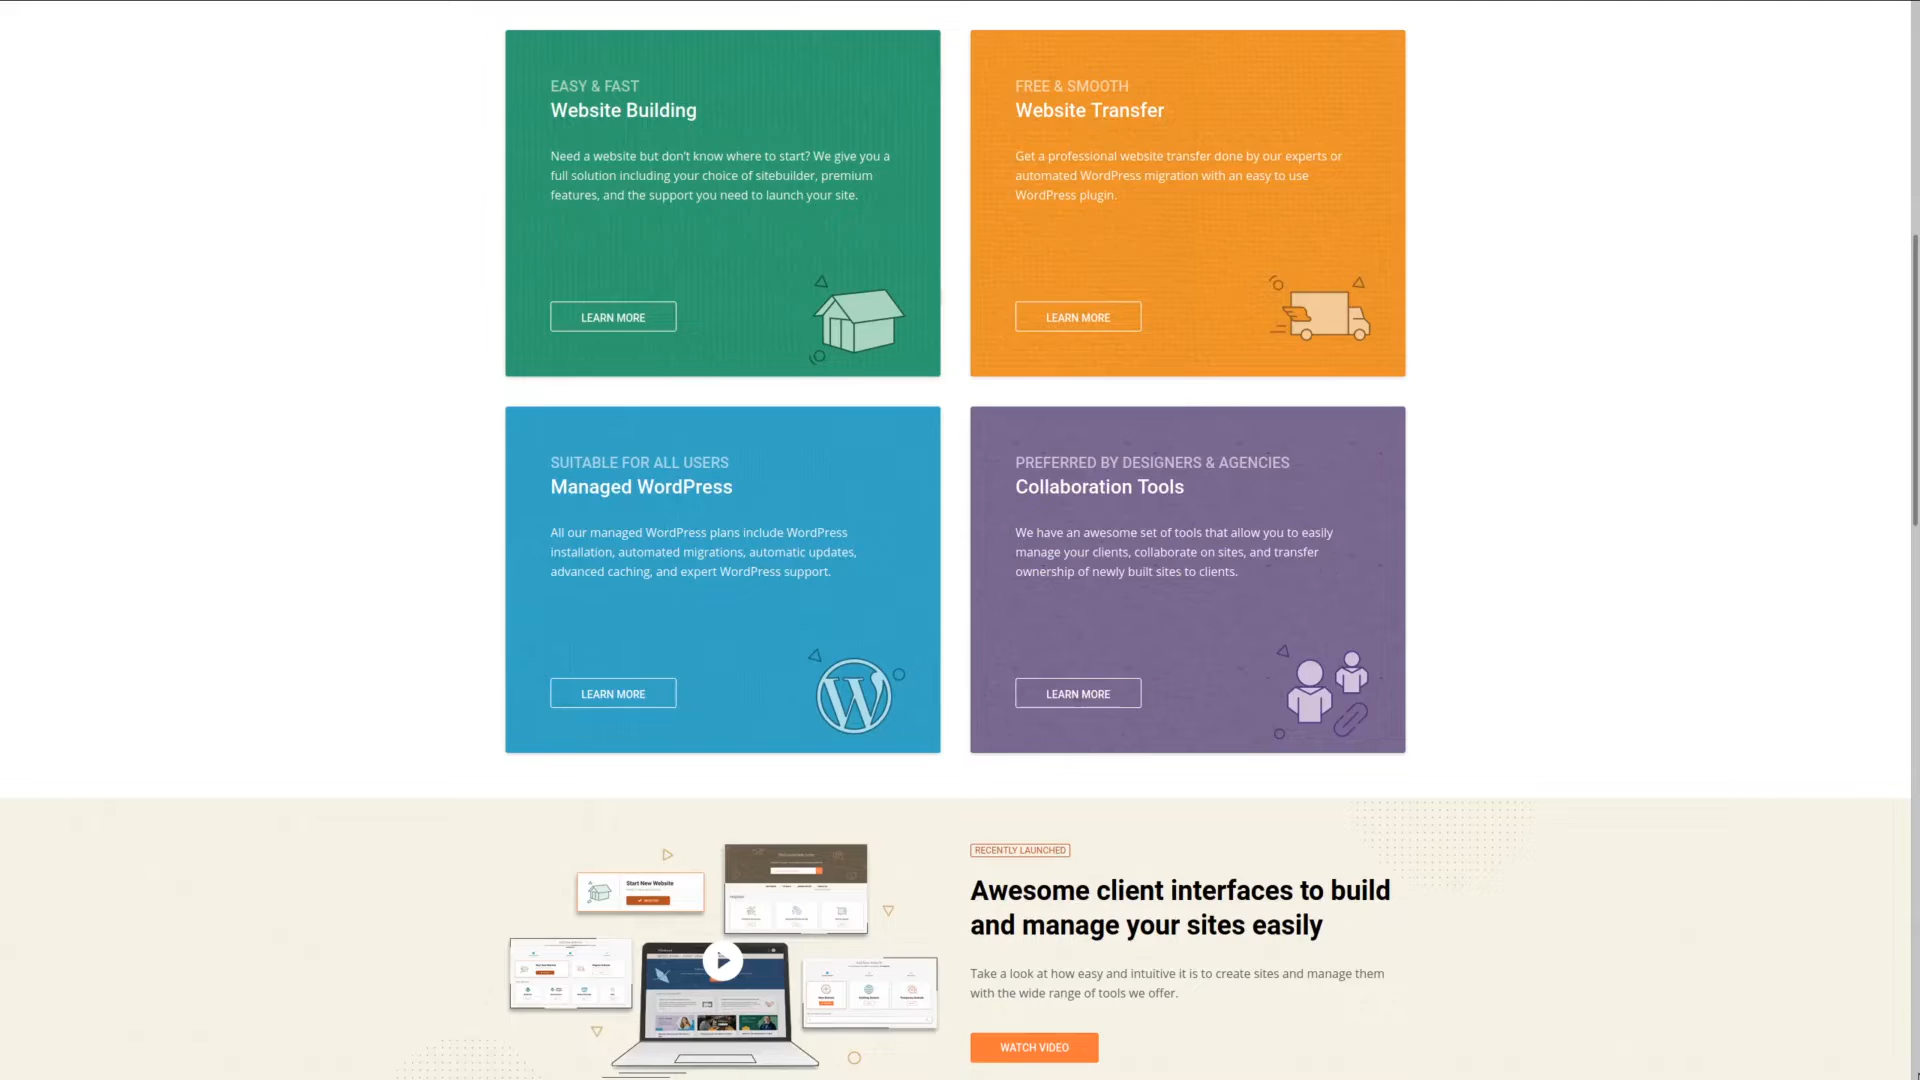 EASY & FAST
Website Building
Need a website but don't know where to start? We give you a
full solution including your choice of sitebuilder, premium
features, and the support you need to launch your site.
LEARN MORE
FREE & SMOOTH
Website Transfer
Get a professional website transfer done by our experts or
automated WordPress migration with an easy to use
WordPress plugin.
LEARN MORE
SUITABLE FOR ALL USERS
Managed WordPress
All our managed WordPress plans include WordPress
installation, automated migrations, automatic updates,
advanced caching, and expert WordPress support.
LEARN MORE
PREFERRED BY DESIGNERS & AGENCIES
Collaboration Tools
We have an awesome set of tools that allow you to easily
manage your clients, collaborate on sites, and transfer
ownership of newly built sites to clients.
LEARN MORE
Start New Website
RECENTLY LAUNCHED
Awesome client interfaces to build
and manage your sites easily
Take a look at how easy and intuitive it is to create sites and manage them
with the wide range of tools we offer.
WATCH VIDEO